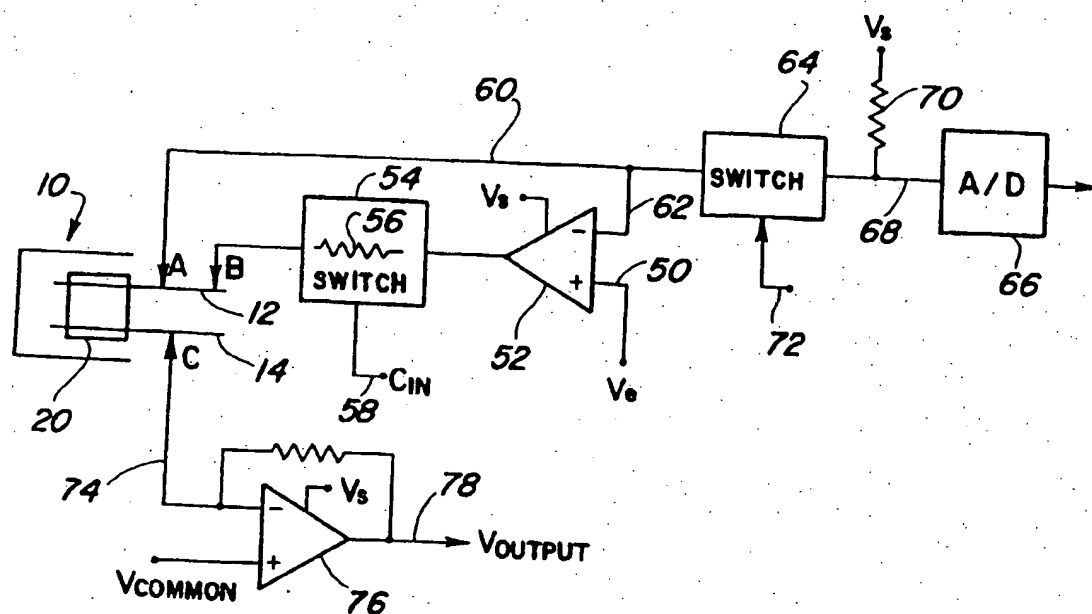 Vs
64
70
60
10
54
SWITCH
A/D
Vs
62
56
68
A
B
-
50
SWITCH
+
66
12
52
72
C
14
CIN
Ve
20
58
74
Vs
78
-
VOUTPUT
+
VCOMMON
76